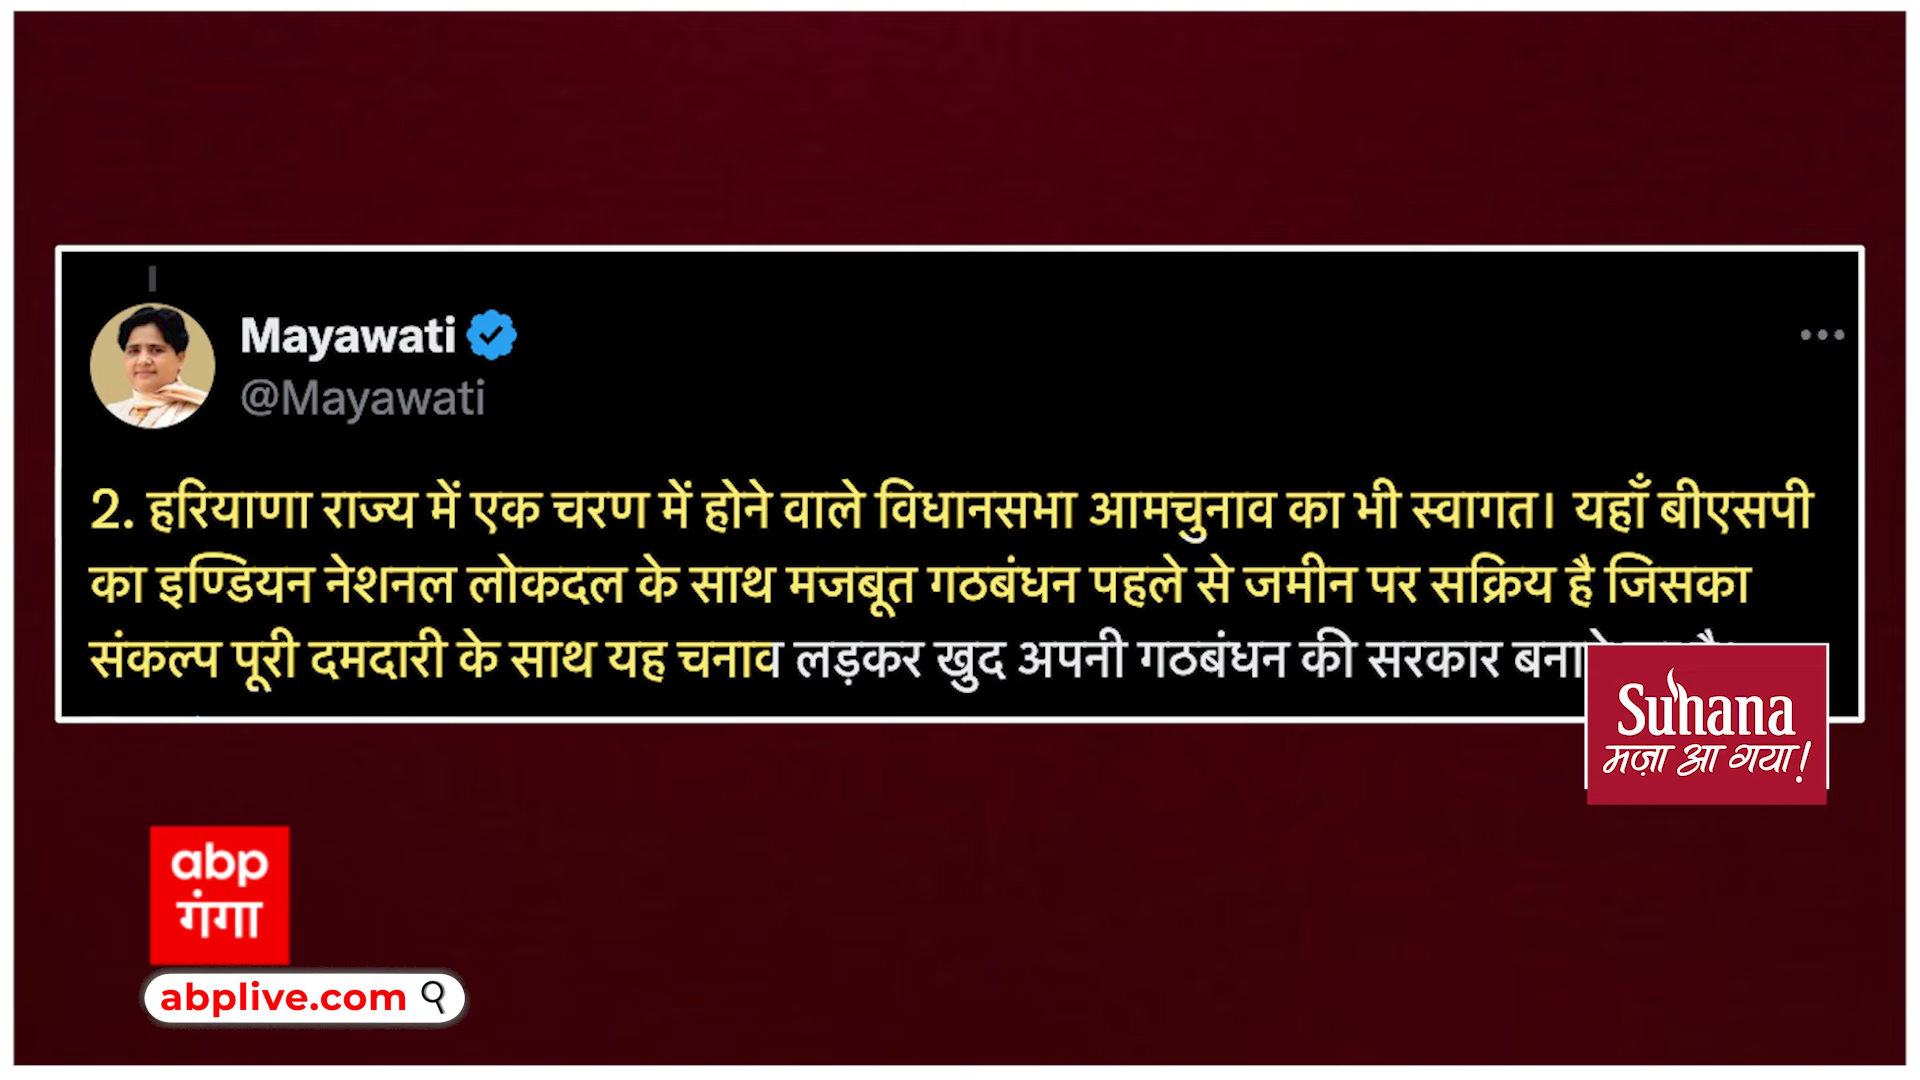 Mayawati
@Mayawati
2. हरियाणा राज्य में एक चरण में होने वाले विधानसभा आमचुनाव का भी स्वागत। यहाँ बीएसपी
का इण्डियन नेशनल लोकदल के साथ मजबूत गठबंधन पहले से जमीन पर सक्रिय है जिसका
संकल्प पूरी दमदारी के साथ यह चनाव लड़कर खुद अपनी गठबंधन की सरकार
Suhana
मज़ा आ गया!
abp
गंगा
abplive.com